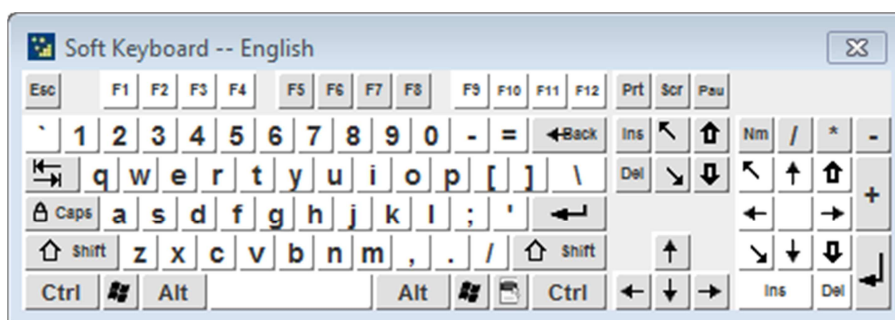 Soft Keyboard -- English
Esc F1 F2 F3 F4 F5 F6 F7 F8 F9 F10 F11 F12 Prt Scr Pau
` 1 2 3 4 5 6 7 8 9 0 - = Back Ins Nm / * -
q w e r t y u i o p [ ] \ Del +
Caps a s d f g h j k l ; '
Shift z x c v b n m , . / Shift
Ctrl Alt Alt Ctrl Ins Del